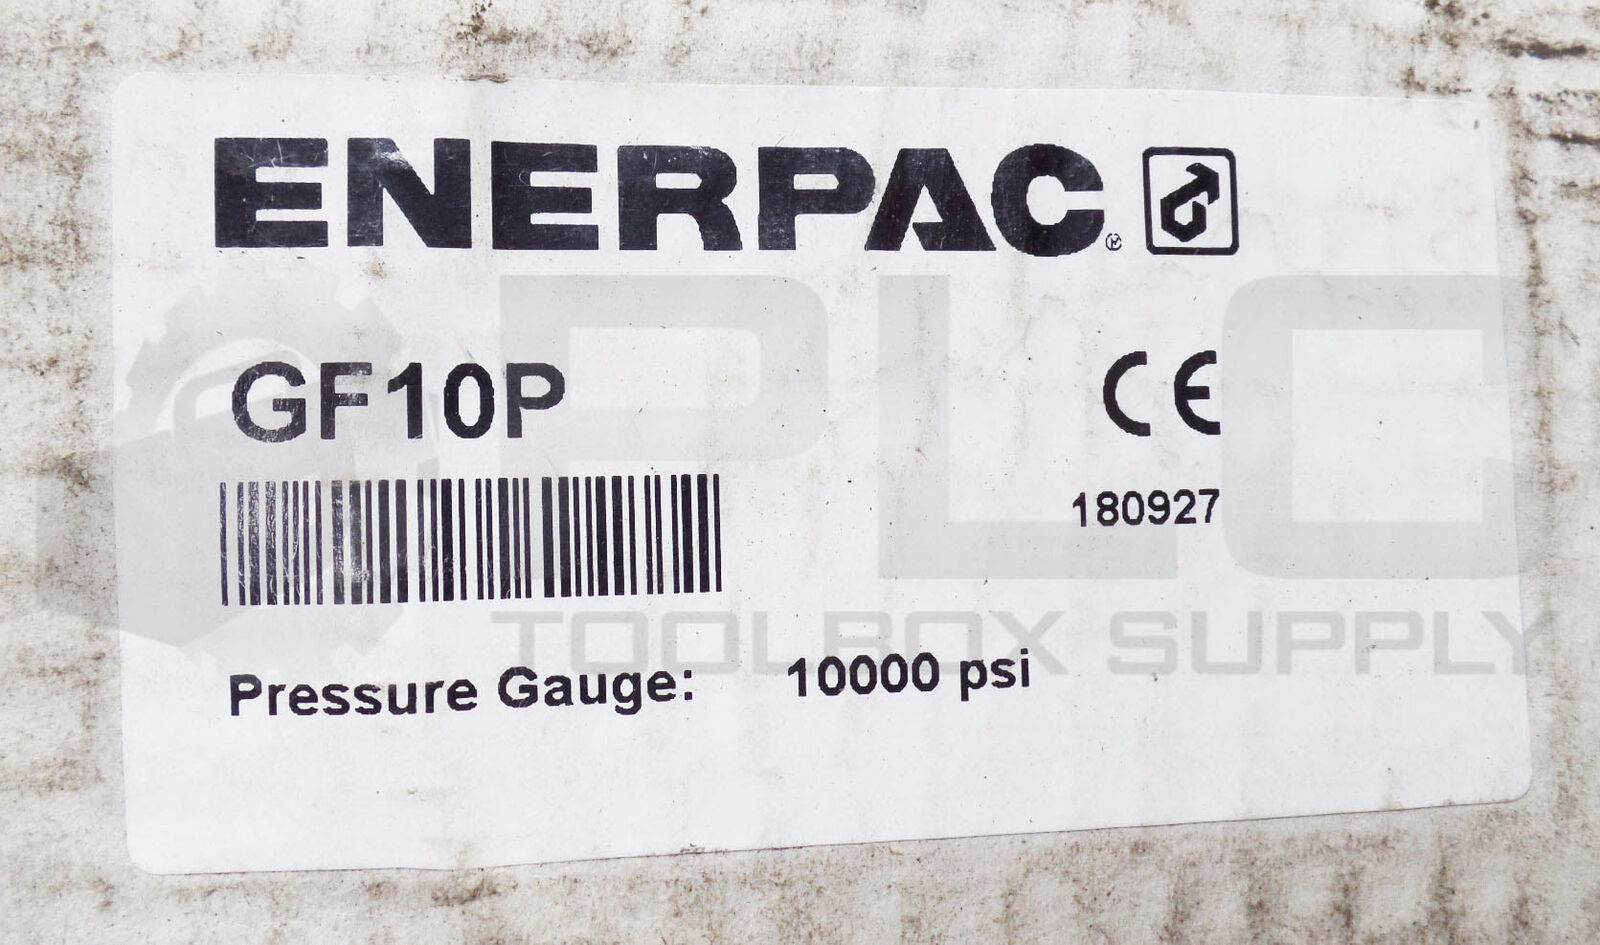 ENERPAC®
GF10P
CE
180927
Pressure Gauge: 10000 psi
PLC
TOOLBOX SUPPLY